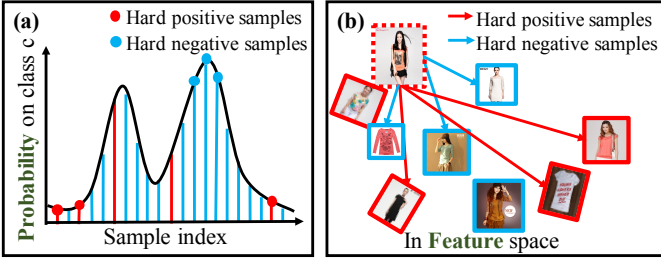 (a)
Hard positive samples
Hard negative samples
Probability on class c
Sample index
(b)
Hard positive samples
Hard negative samples
In Feature space